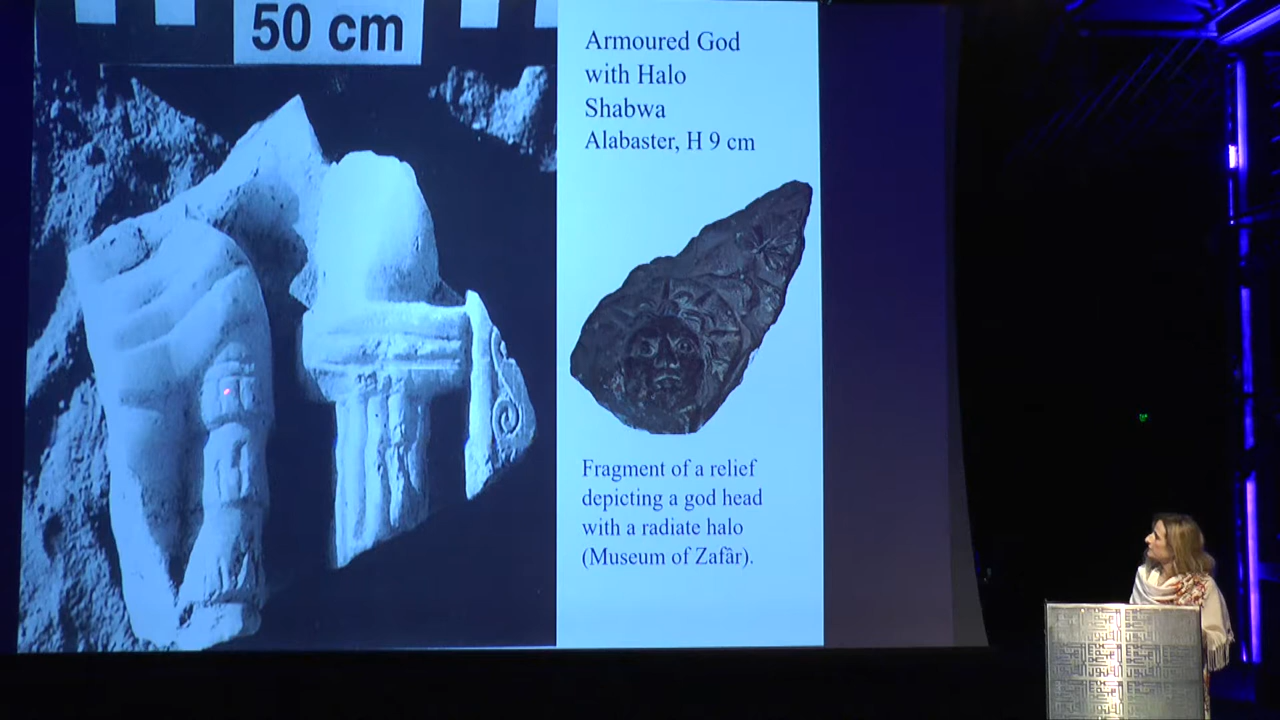 50 cm
Armoured God
with Halo
Shabwa
Alabaster, H 9 cm
Fragment of a relief
depicting a god head
with a radiate halo
(Museum of Zafâr).